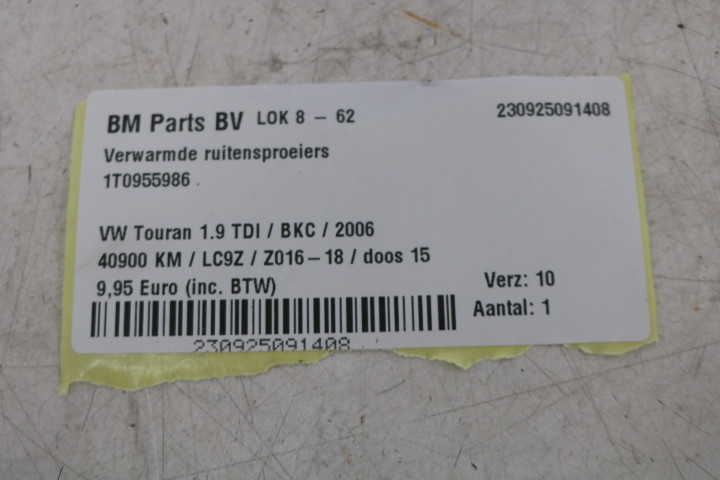 BM Parts BV LOK 8 – 62 230925091408
Verwarmde ruitensproeiers
1T0955986
VW Touran 1.9 TDI / BKC / 2006
40900 KM / LC9Z / Z016–18 / doos 15
9,95 Euro (inc. BTW) Verz: 10
Aantal: 1
230925091408